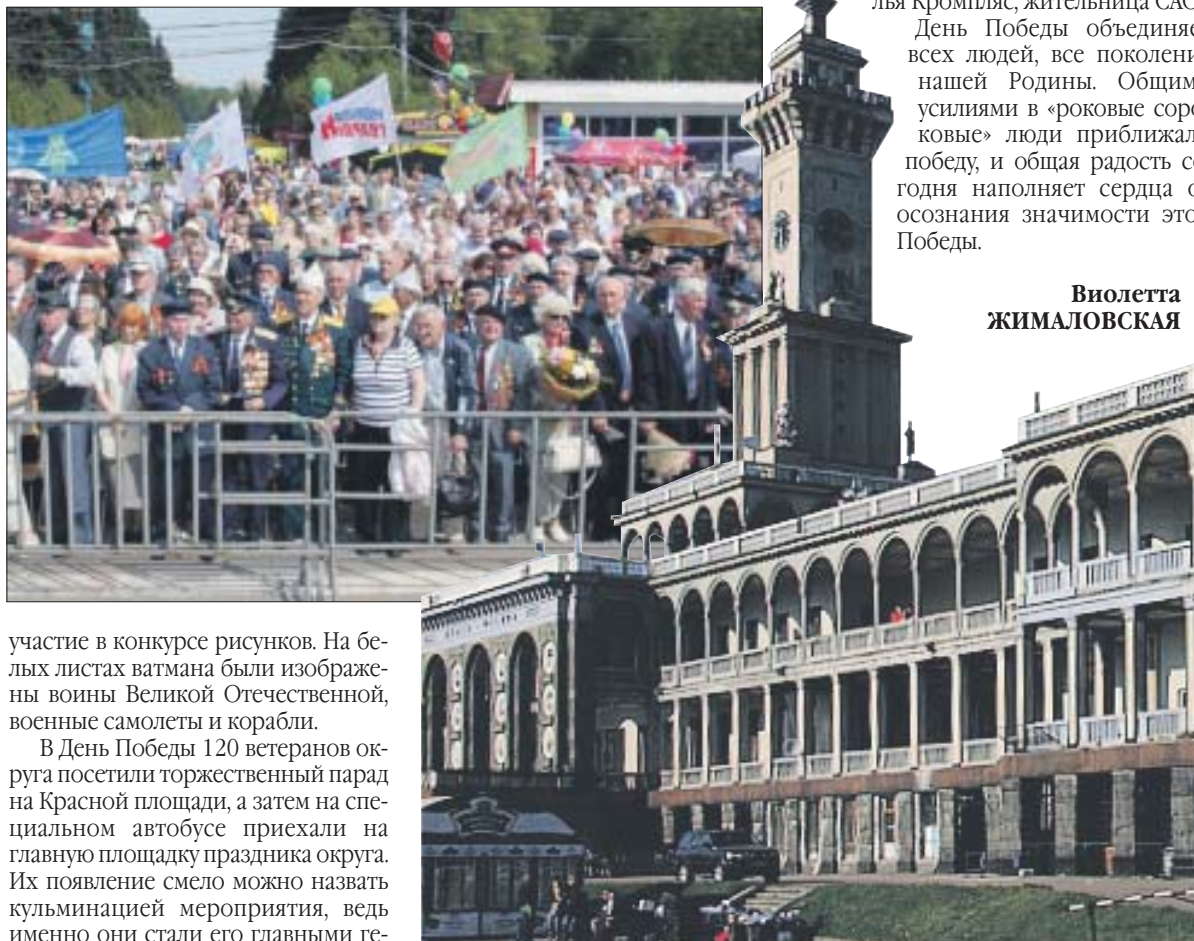 участие в конкурсе рисунков. На бе-
лых листах ватмана были изображе-
ны воины Великой Отечественной,
военные самолеты и корабли.
В День Победы 120 ветеранов ок-
руга посетили торжественный парад
на Красной площади, а затем на спе-
циальном автобусе приехали на
главную площадку праздника округа.
Их появление смело можно назвать
кульминацией мероприятия, ведь
именно они стали его главными ге-
лья Кромпляс, жительница САО
День Победы объединяе
всех людей, все поколени
нашей Родины. Общим
усилиями в «роковые соро
ковые» люди приближал
победу, и общая радость се
годня наполняет сердца о
осознания значимости это
Победы.
Виолетта
ЖИМАЛОВСКАЯ